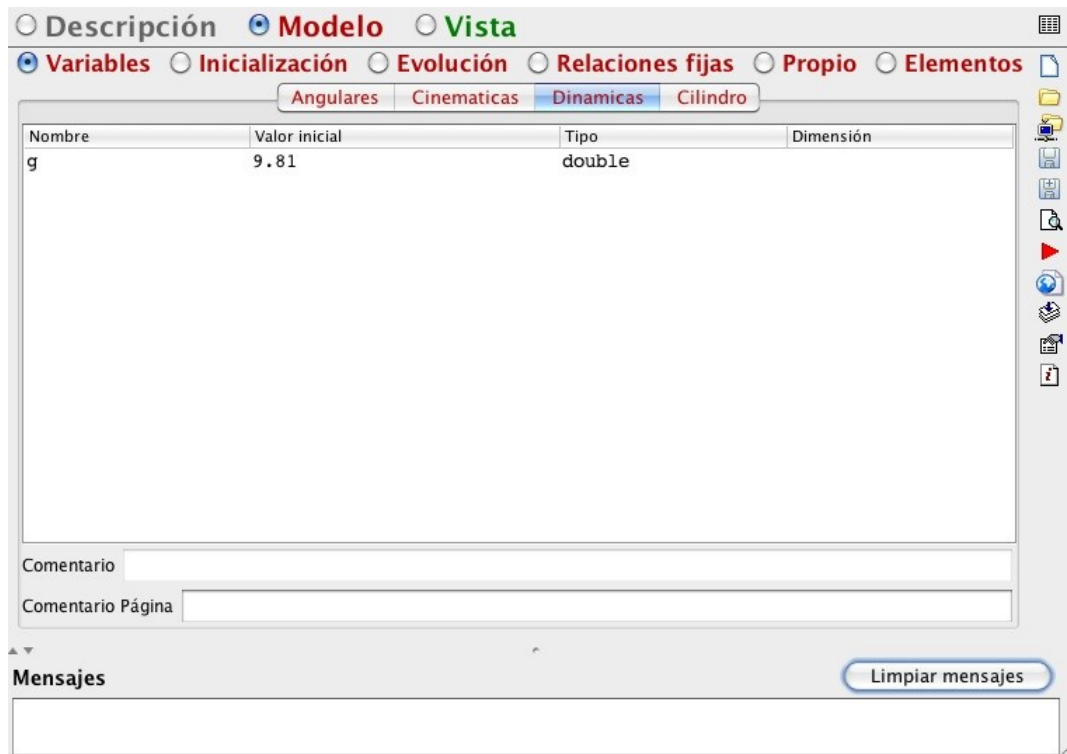 Descripción Modelo Vista
Variables Inicialización Evolución Relaciones fijas Propio Elementos
Angulares Cinematicas Dinamicas Cilindro
Nombre Valor inicial Tipo Dimensión
g 9.81 double
Comentario
Comentario Página
Mensajes Limpiar mensajes